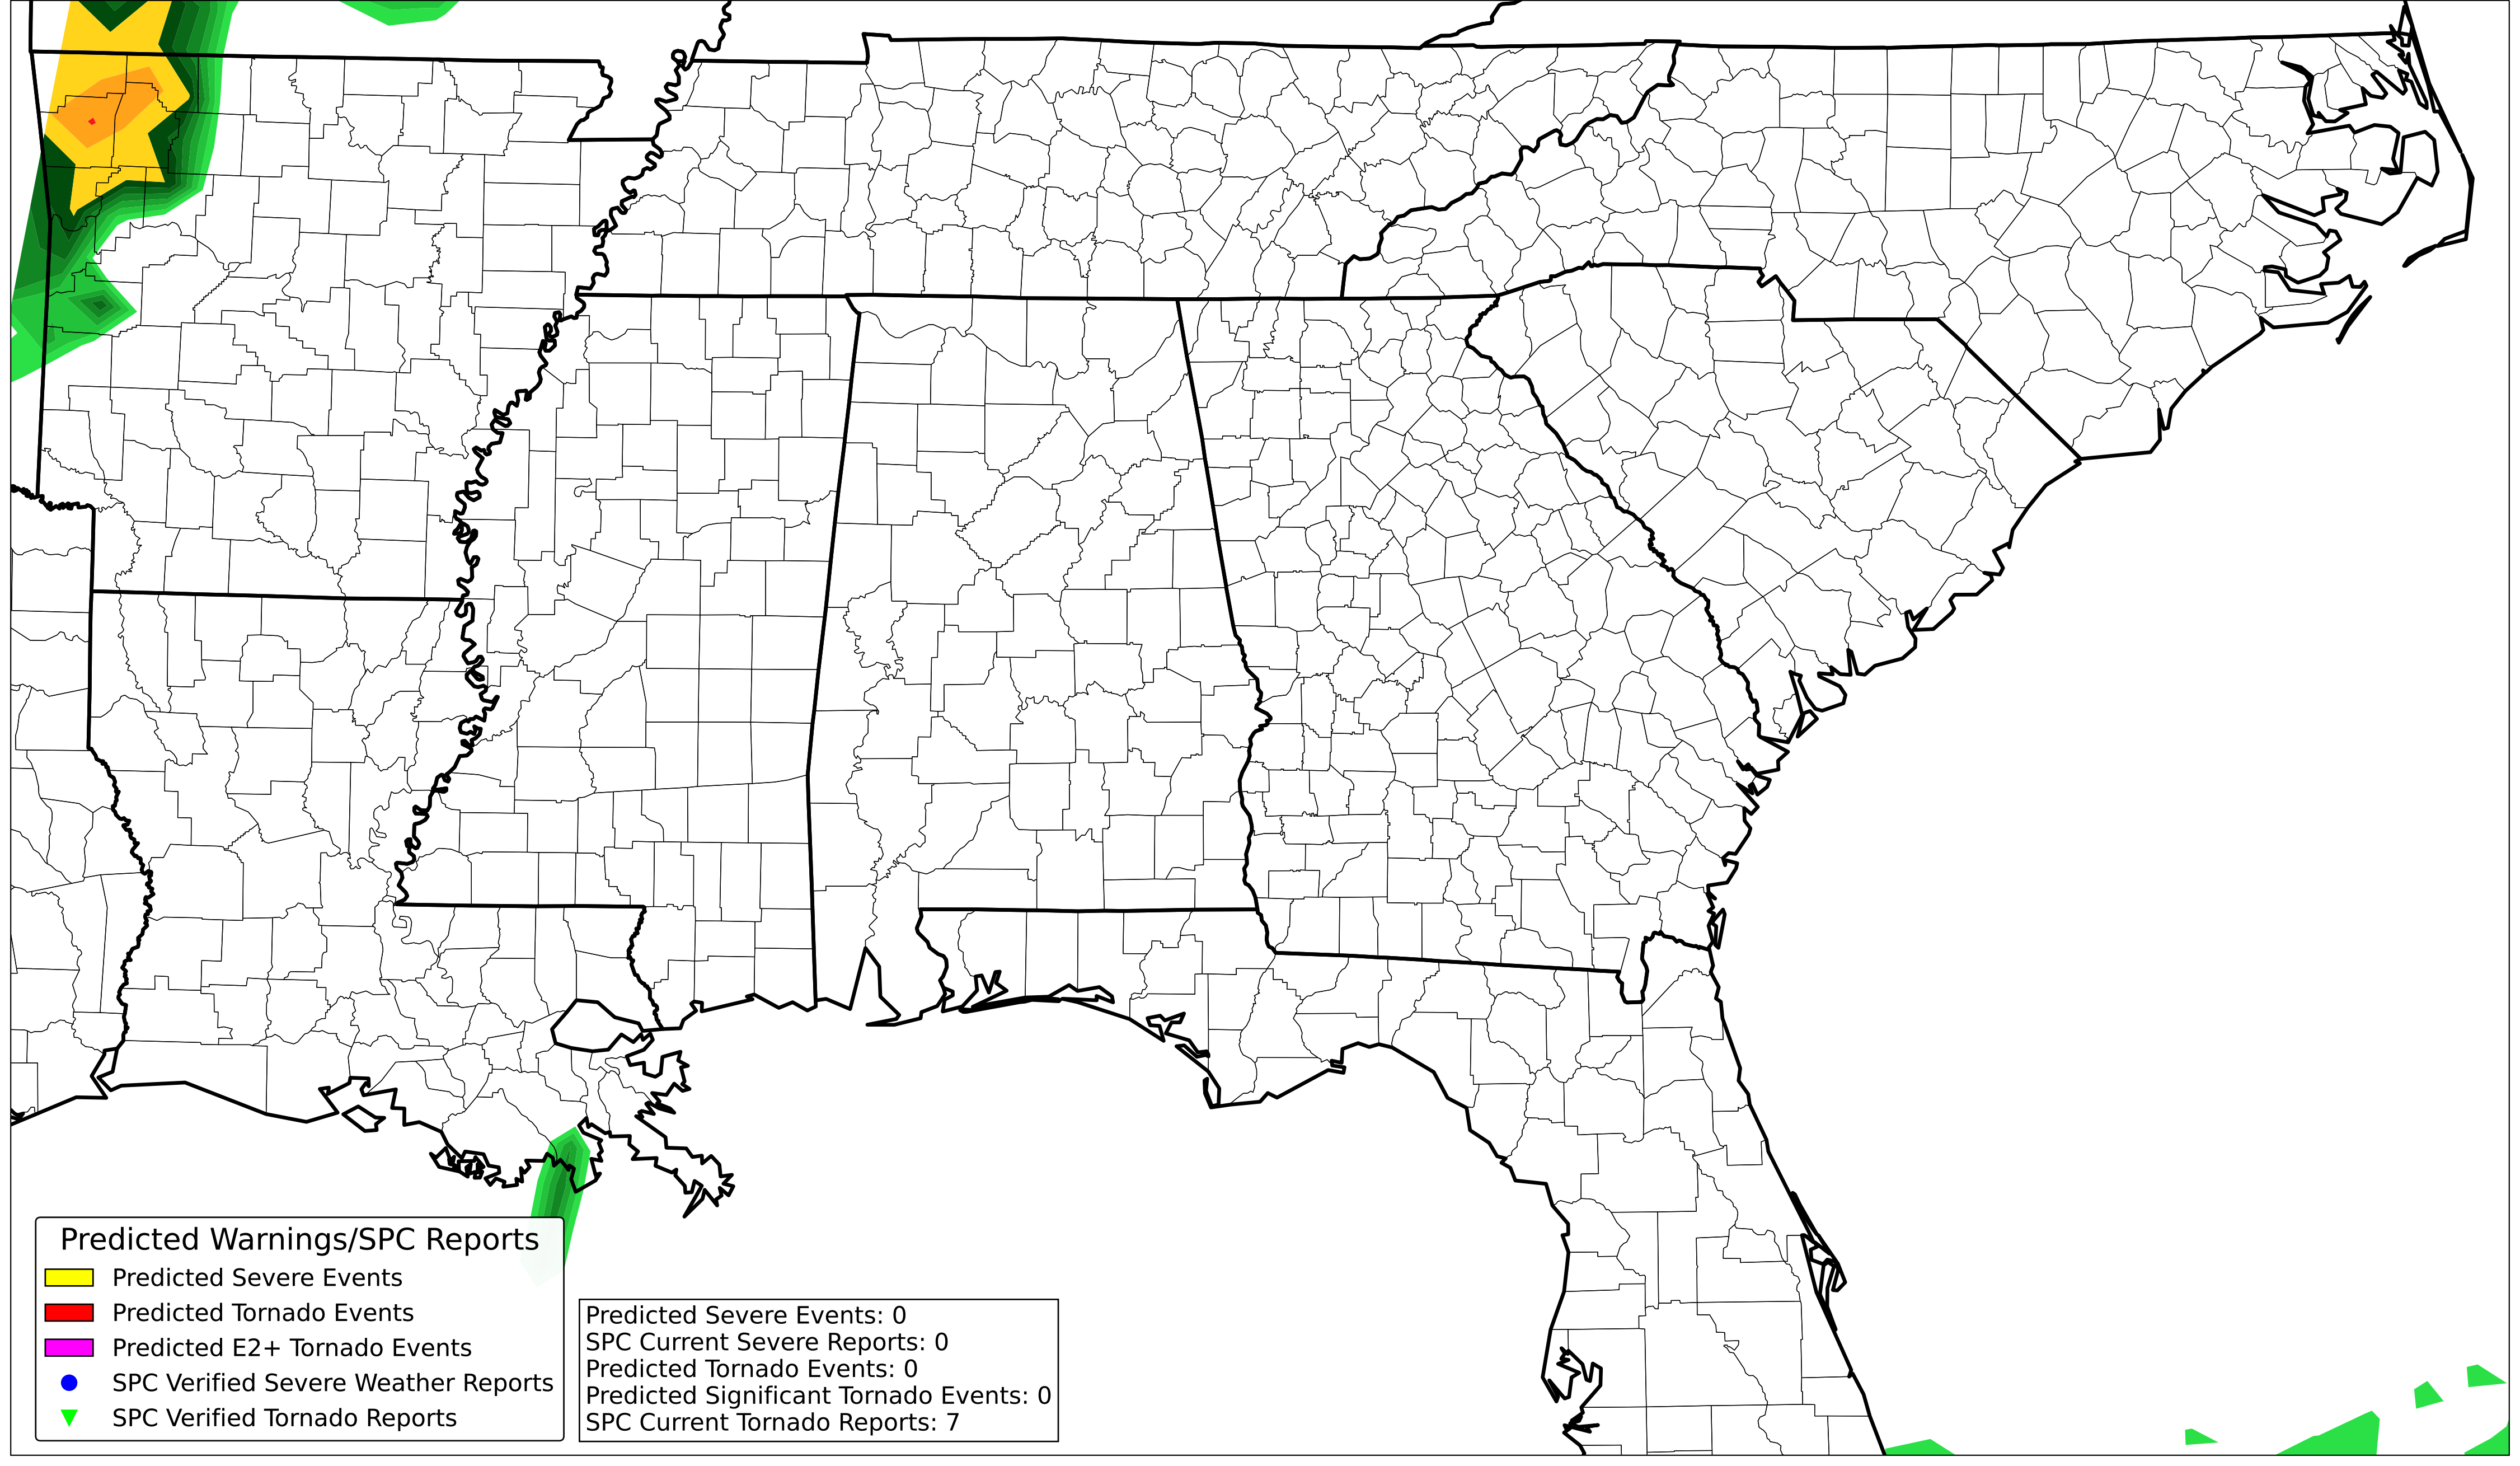 Predicted Warnings/SPC Reports
Predicted Severe Events
Predicted Tornado Events
Predicted E2+ Tornado Events
SPC Verified Severe Weather Reports
SPC Verified Tornado Reports
Predicted Severe Events: 0
SPC Current Severe Reports: 0
Predicted Tornado Events: 0
Predicted Significant Tornado Events: 0
SPC Current Tornado Reports: 7